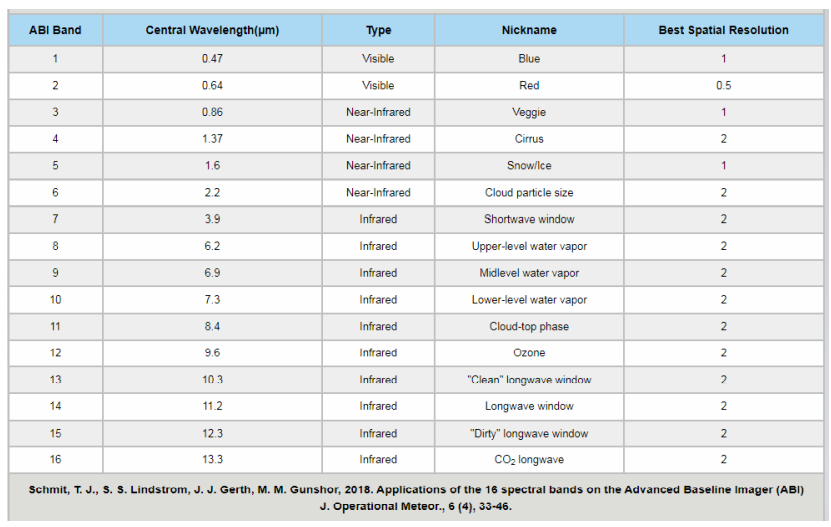 ABI Band Central Wavelength(µm) Type Nickname Best Spatial Resolution
1 0.47 Visible Blue 1
2 0.64 Visible Red 0.5
3 0.86 Near-Infrared Veggie 1
4 1.37 Near-Infrared Cirrus 2
5 1.6 Near-Infrared Snow/Ice 1
6 2.2 Near-Infrared Cloud particle size 2
7 3.9 Infrared Shortwave window 2
8 6.2 Infrared Upper-level water vapor 2
9 6.9 Infrared Midlevel water vapor 2
10 7.3 Infrared Lower-level water vapor 2
11 8.4 Infrared Cloud-top phase 2
12 9.6 Infrared Ozone 2
13 10.3 Infrared "Clean" longwave window 2
14 11.2 Infrared Longwave window 2
15 12.3 Infrared "Dirty" longwave window 2
16 13.3 Infrared CO₂ longwave 2
Schmit, T. J., S. S. Lindstrom, J. J. Gerth, M. M. Gunshor, 2018. Applications of the 16 spectral bands on the Advanced Baseline Imager (ABI)
J. Operational Meteor., 6 (4), 33-46.